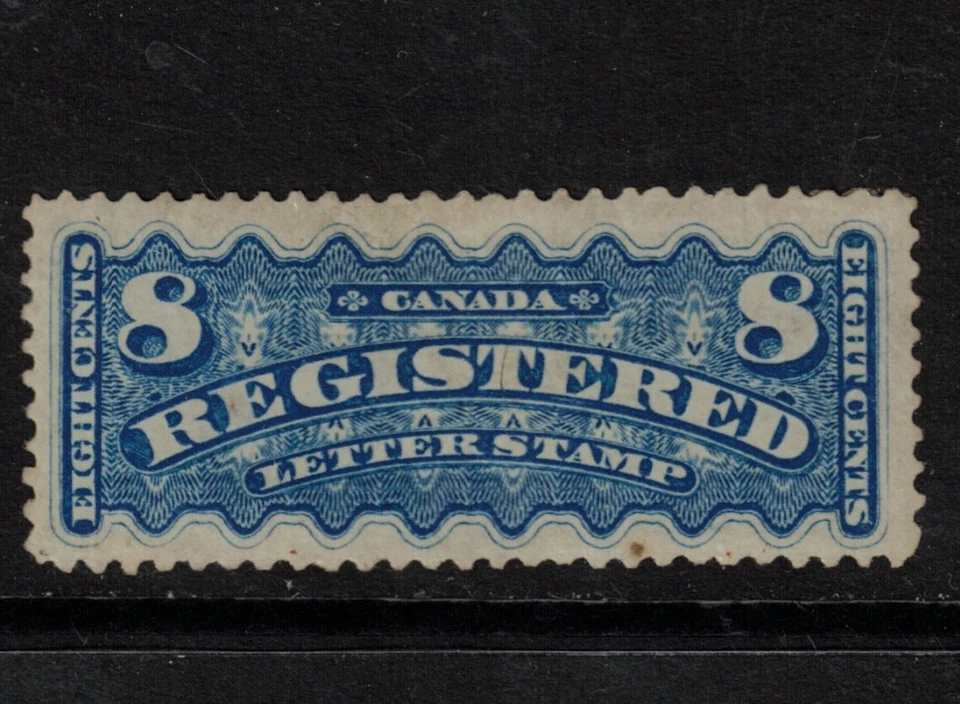 EIGHT CENTS
8
CANADA
8
REGISTERED
LETTER STAMP
EIGHT CENTS